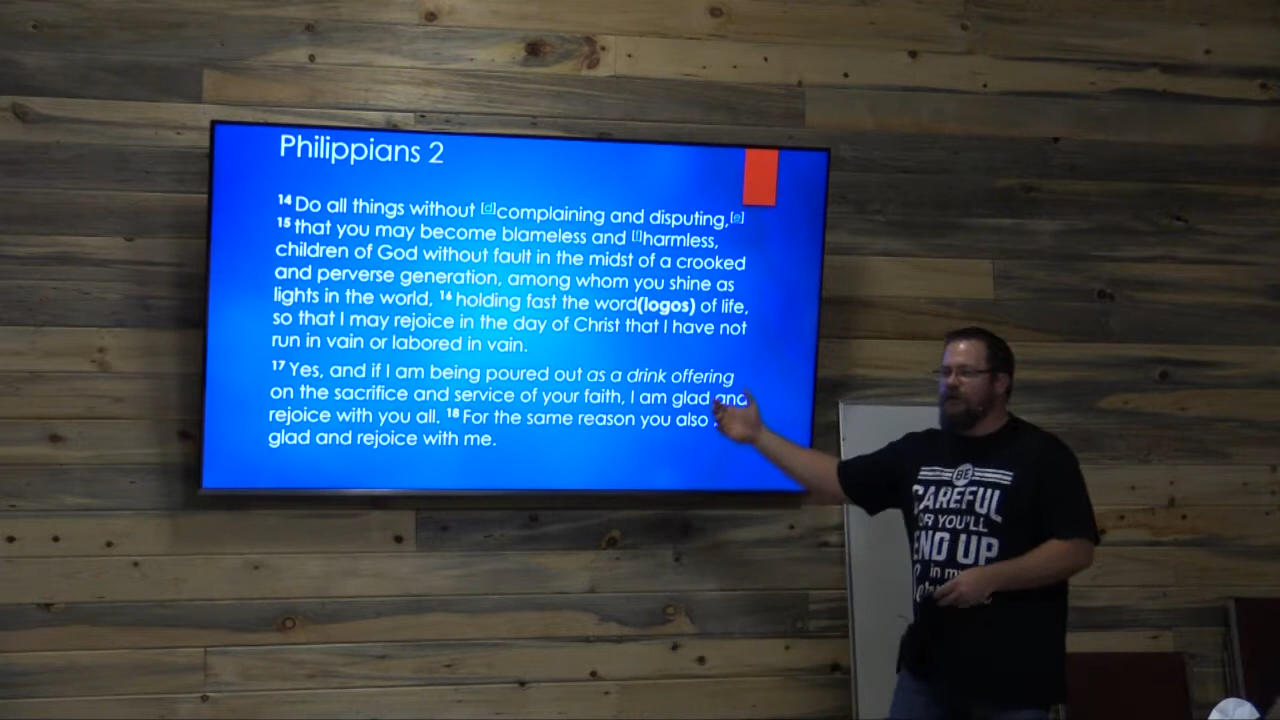 Philippians 2
14 Do all things without [d]complaining and disputing,[e]
15 that you may become blameless and [f]harmless,
children of God without fault in the midst of a crooked
and perverse generation, among whom you shine as
lights in the world, 16 holding fast the word(logos) of life,
so that I may rejoice in the day of Christ that I have not
run in vain or labored in vain.
17 Yes, and if I am being poured out as a drink offering
on the sacrifice and service of your faith, I am glad and
rejoice with you all. 18 For the same reason you also
glad and rejoice with me.
BE
CAREFUL
OR YOU'LL
END UP
in my